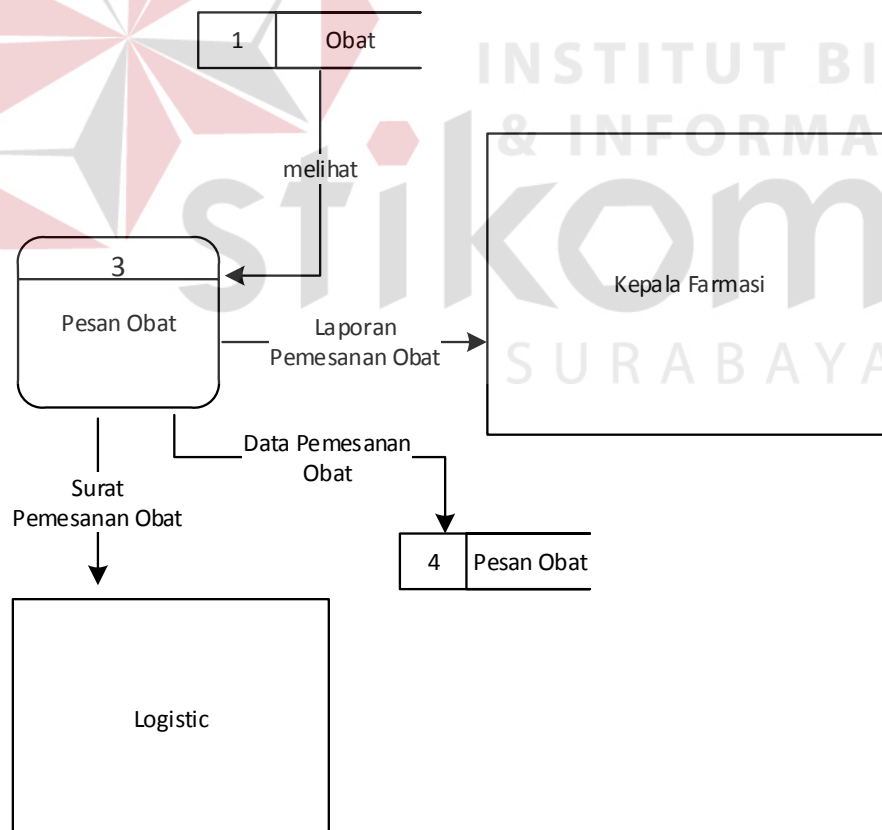 1 Obat
INSTITUT BI
& INFORMA
melihat
stikom
3
Kepala Farmasi
Pesan Obat
Laporan
Pemesanan Obat
SURABAYA
Data Pemesanan
Obat
Surat
Pemesanan Obat
4 Pesan Obat
Logistic